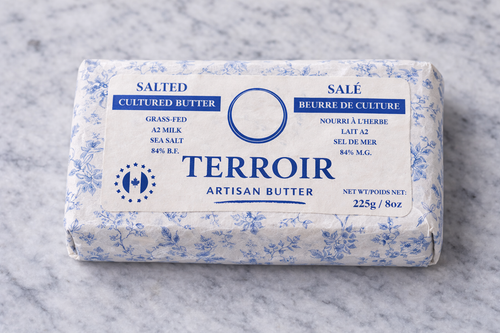 SALTED
CULTURED BUTTER
GRASS-FED
A2 MILK
SEA SALT
84% B.F.
SALÉ
BEURRE DE CULTURE
NOURRI À L'HERBE
LAIT A2
SEL DE MER
84% M.G.
TERROIR
ARTISAN BUTTER
NET WT/POIDS NET:
225g / 8oz